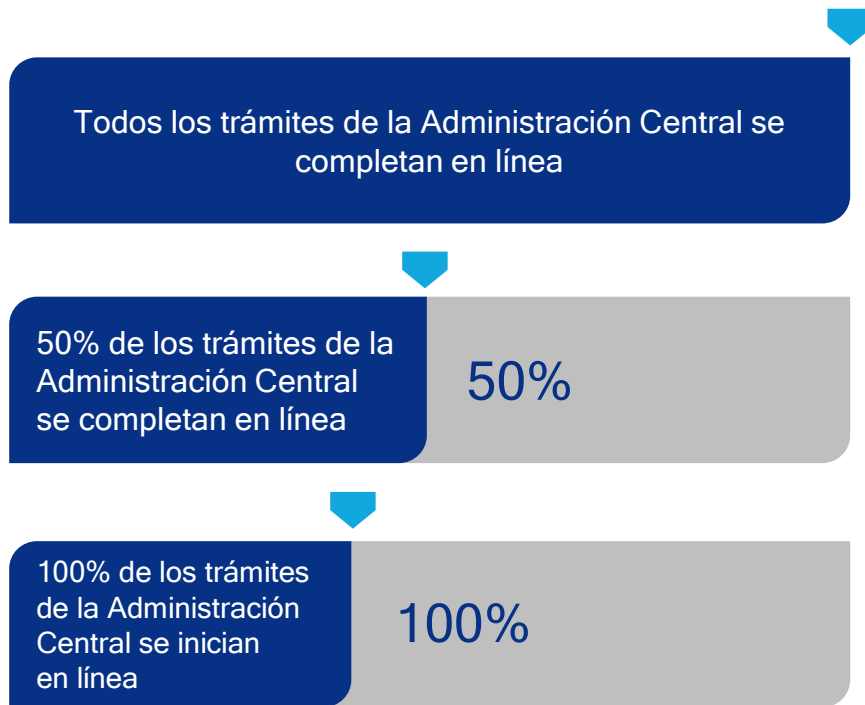 Todos los trámites de la Administración Central se
completan en línea
50% de los trámites de la
Administración Central
se completan en línea
50%
100% de los trámites
de la Administración
Central se inician
en línea
100%